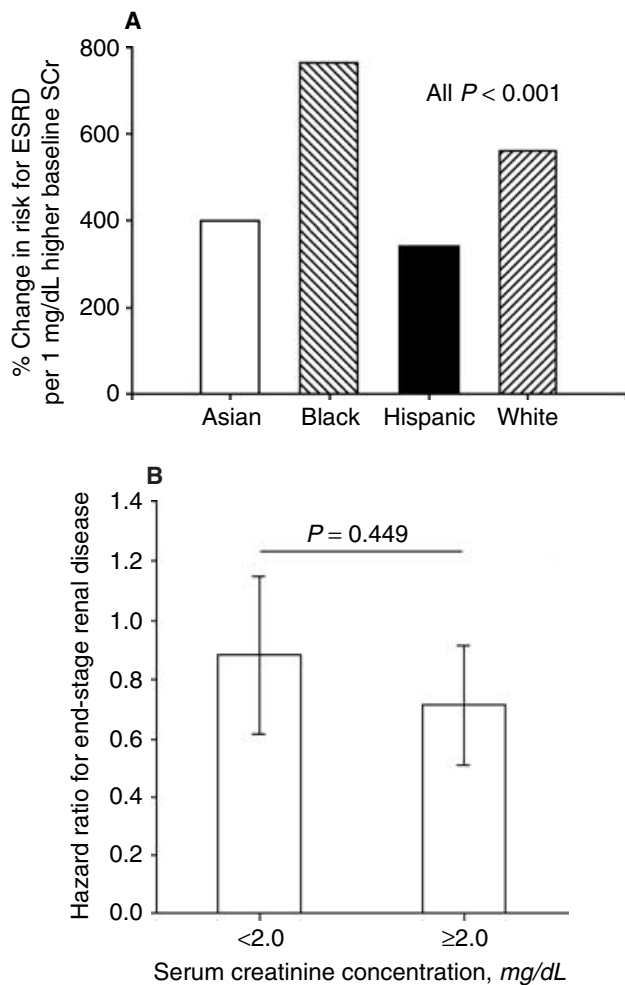 A
% Change in risk for ESRD
per 1 mg/dL higher baseline SCr
800
600
400
200
0
All P < 0.001
Asian Black Hispanic White
B
Hazard ratio for end-stage renal disease
1.4
1.2
1.0
0.8
0.6
0.4
0.2
0.0
P = 0.449
<2.0 ≥2.0
Serum creatinine concentration, mg/dL